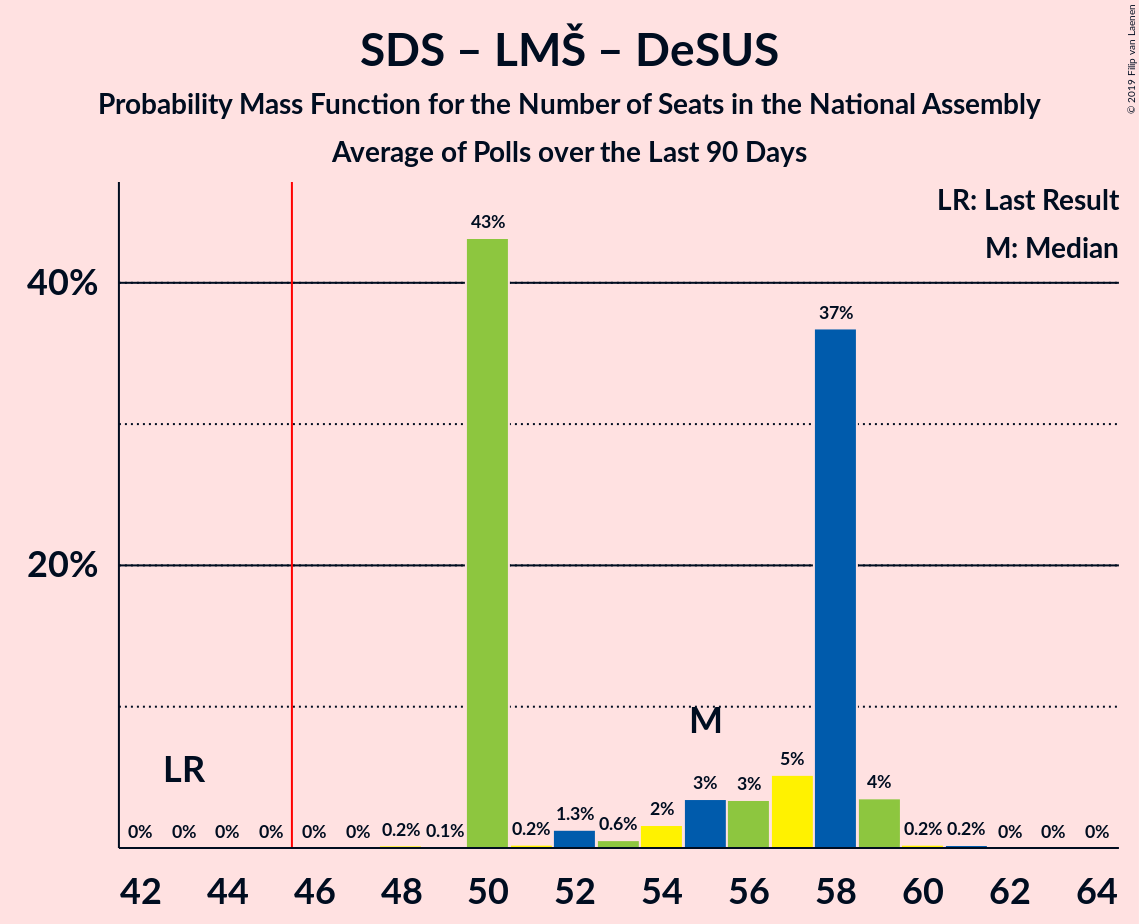 SDS – LMŠ – DeSUS
Probability Mass Function for the Number of Seats in the National Assembly
Average of Polls over the Last 90 Days
© 2019 Filip van Laenen
LR: Last Result
M: Median
40%
20%
43%
37%
M
LR
0% 0% 0% 0% 0% 0% 0.2% 0.1% 0.2% 1.3% 0.6% 2% 3% 3% 5% 4% 0.2% 0.2% 0% 0% 0%
42 44 46 48 50 52 54 56 58 60 62 64